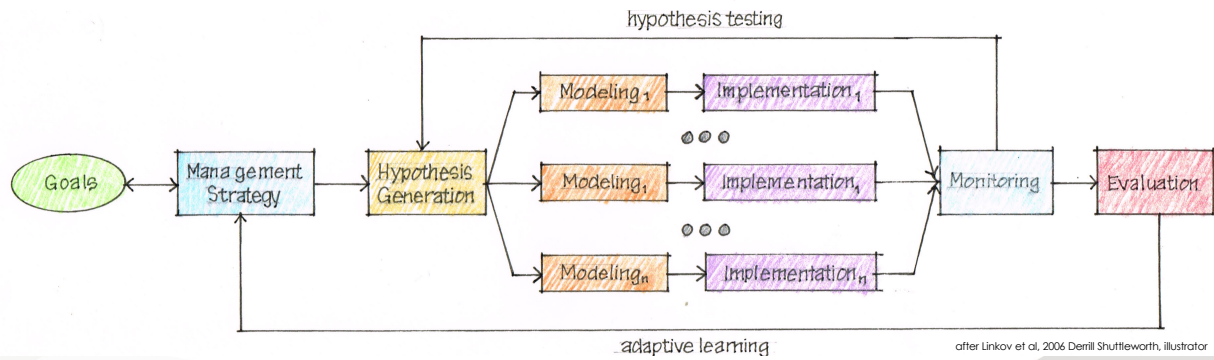 hypothesis testing
Modeling₁
Implementation₁
Goals
Management
Strategy
Hypothesis
Generation
Modeling₁
Implementation₁
Monitoring
Evaluation
Modelingₙ
Implementationₙ
adaptive learning
after Linkov et al, 2006 Derrill Shuttleworth, illustrator